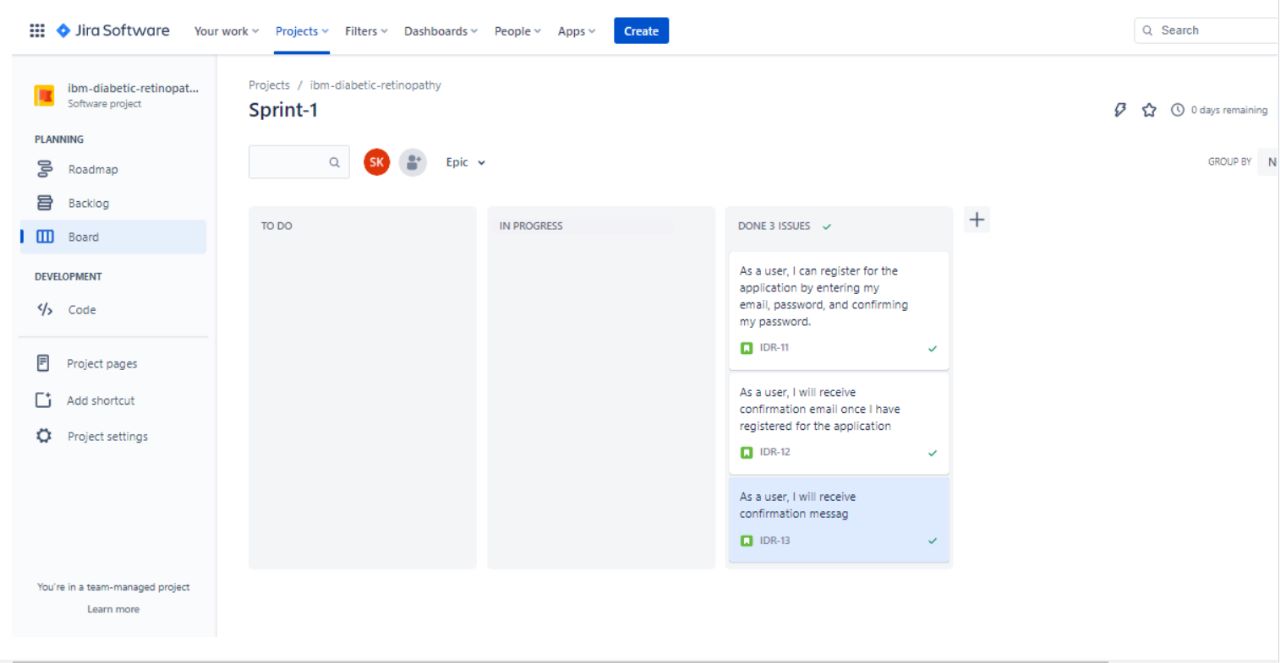 Jira Software Your work Projects Filters Dashboards People Apps Create Search
ibm-diabetic-retinopat...
Software project
PLANNING
Roadmap
Backlog
Board
DEVELOPMENT
Code
Project pages
Add shortcut
Project settings
You're in a team-managed project
Learn more
Projects / ibm-diabetic-retinopathy
Sprint-1
0 days remaining
SK Epic
GROUP BY N
TO DO
IN PROGRESS
DONE 3 ISSUES
As a user, I can register for the
application by entering my
email, password, and confirming
my password.
IDR-11
As a user, I will receive
confirmation email once I have
registered for the application
IDR-12
As a user, I will receive
confirmation messag
IDR-13